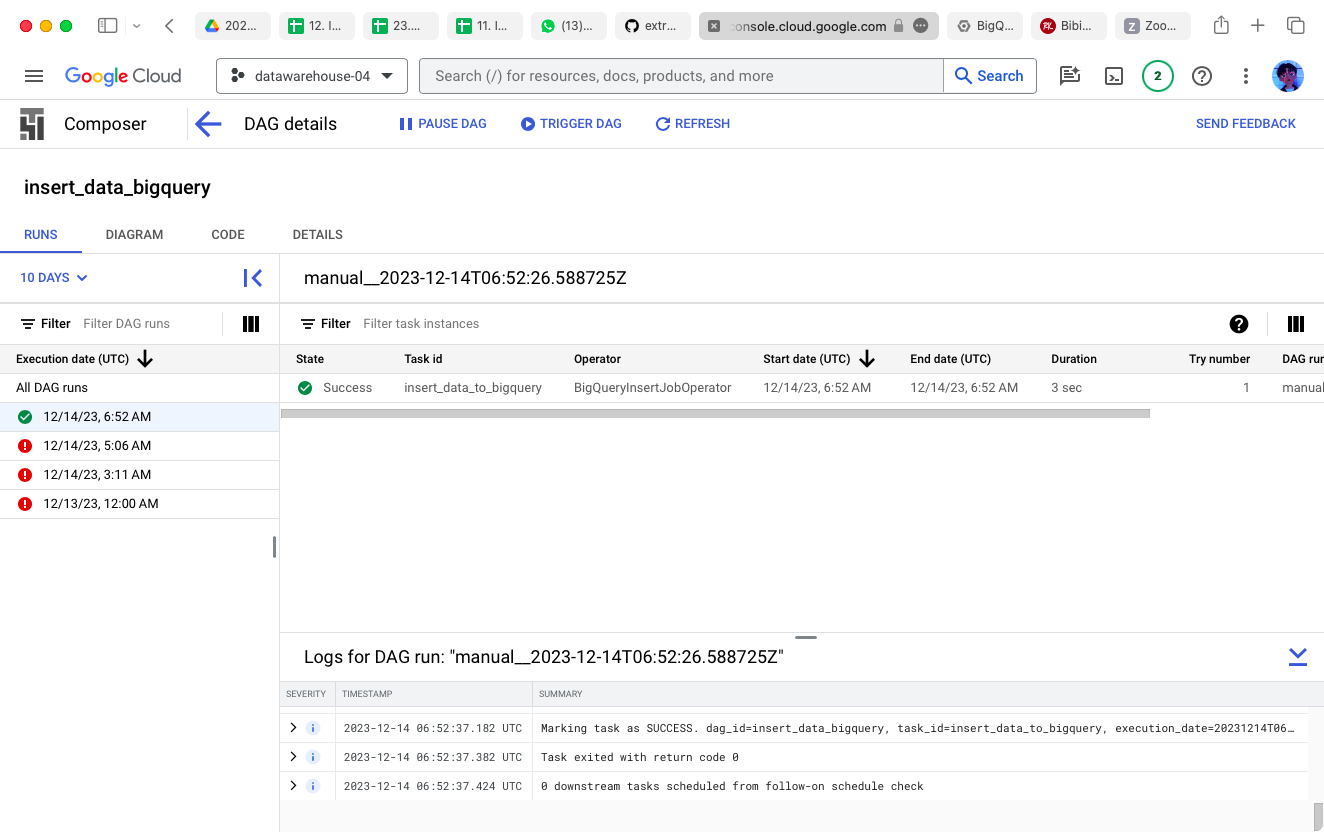 202... 12. I... 23.... 11. I... (13)... extr... console.cloud.google.com BigQ... Bibi... Zoo...
Google Cloud datawarehouse-04 Search (/) for resources, docs, products, and more Search 2
Composer DAG details PAUSE DAG TRIGGER DAG REFRESH SEND FEEDBACK
insert_data_bigquery
RUNS DIAGRAM CODE DETAILS
10 DAYS manual__2023-12-14T06:52:26.588725Z
Filter Filter DAG runs Filter Filter task instances
Execution date (UTC) State Task id Operator Start date (UTC) End date (UTC) Duration Try number DAG run
All DAG runs Success insert_data_to_bigquery BigQueryInsertJobOperator 12/14/23, 6:52 AM 12/14/23, 6:52 AM 3 sec 1 manual
12/14/23, 6:52 AM
12/14/23, 5:06 AM
12/14/23, 3:11 AM
12/13/23, 12:00 AM
Logs for DAG run: "manual__2023-12-14T06:52:26.588725Z"
SEVERITY TIMESTAMP SUMMARY
2023-12-14 06:52:37.182 UTC Marking task as SUCCESS. dag_id=insert_data_bigquery, task_id=insert_data_to_bigquery, execution_date=20231214T06...
2023-12-14 06:52:37.382 UTC Task exited with return code 0
2023-12-14 06:52:37.424 UTC 0 downstream tasks scheduled from follow-on schedule check